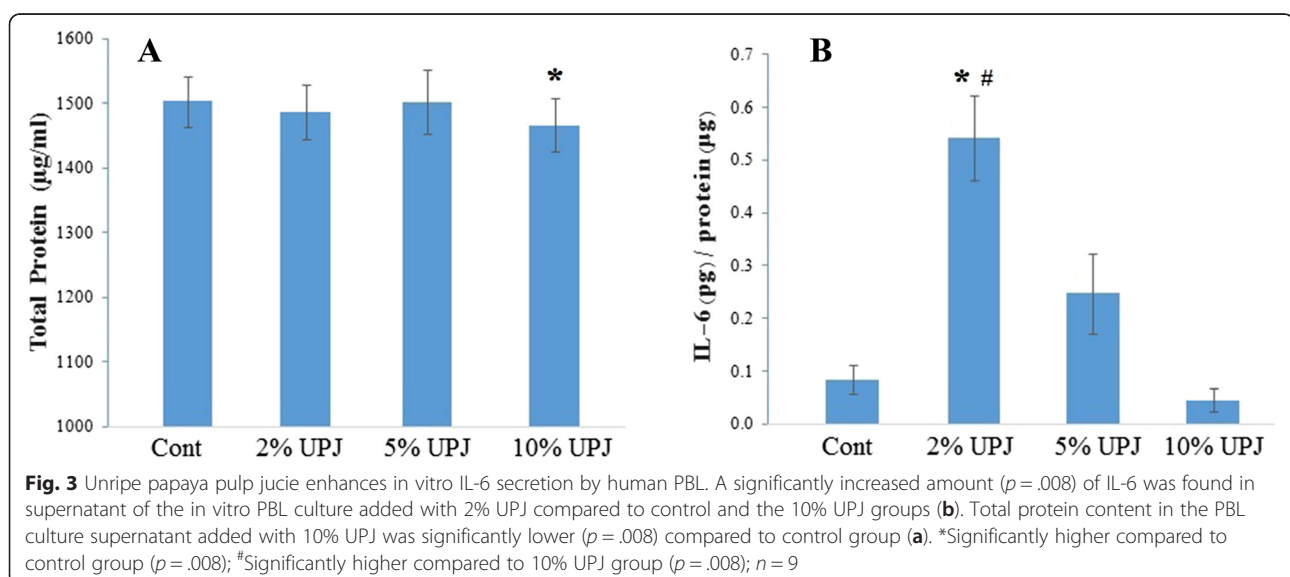 A
Total Protein (µg/ml)
1600
1500
1400
1300
1200
1100
1000
*
Cont 2% UPJ 5% UPJ 10% UPJ
B
IL-6 (pg) / protein (µg)
0.7
0.6
0.5
0.4
0.3
0.2
0.1
0.0
* #
Cont 2% UPJ 5% UPJ 10% UPJ
Fig. 3 Unripe papaya pulp jucie enhances in vitro IL-6 secretion by human PBL. A significantly increased amount (p = .008) of IL-6 was found in
supernatant of the in vitro PBL culture added with 2% UPJ compared to control and the 10% UPJ groups (b). Total protein content in the PBL
culture supernatant added with 10% UPJ was significantly lower (p = .008) compared to control group (a). *Significantly higher compared to
control group (p = .008); #Significantly higher compared to 10% UPJ group (p = .008); n = 9